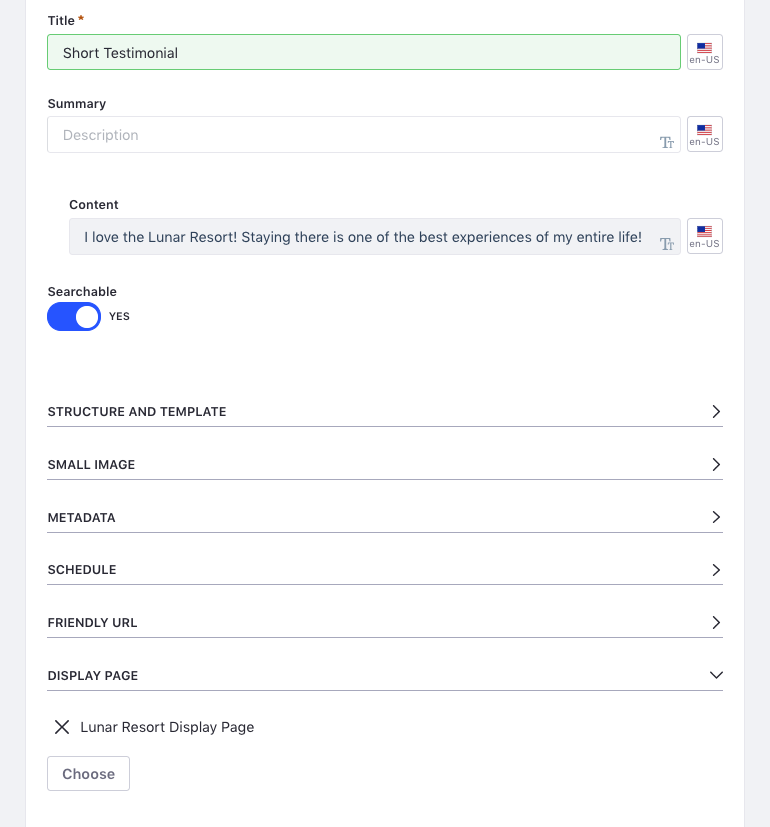 Title *
Short Testimonial
en-US
Summary
Description
Tт
en-US
Content
I love the Lunar Resort! Staying there is one of the best experiences of my entire life!
Tт
en-US
Searchable
YES
STRUCTURE AND TEMPLATE
SMALL IMAGE
METADATA
SCHEDULE
FRIENDLY URL
DISPLAY PAGE
Lunar Resort Display Page
Choose